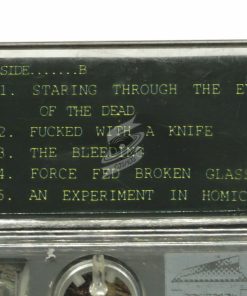 SIDE.......B
1. STARING THROUGH THE EY
OF THE DEAD
2. FUCKED WITH A KNIFE
3. THE BLEEDING
4. FORCE FED BROKEN GLASS
5. AN EXPERIMENT IN HOMIC